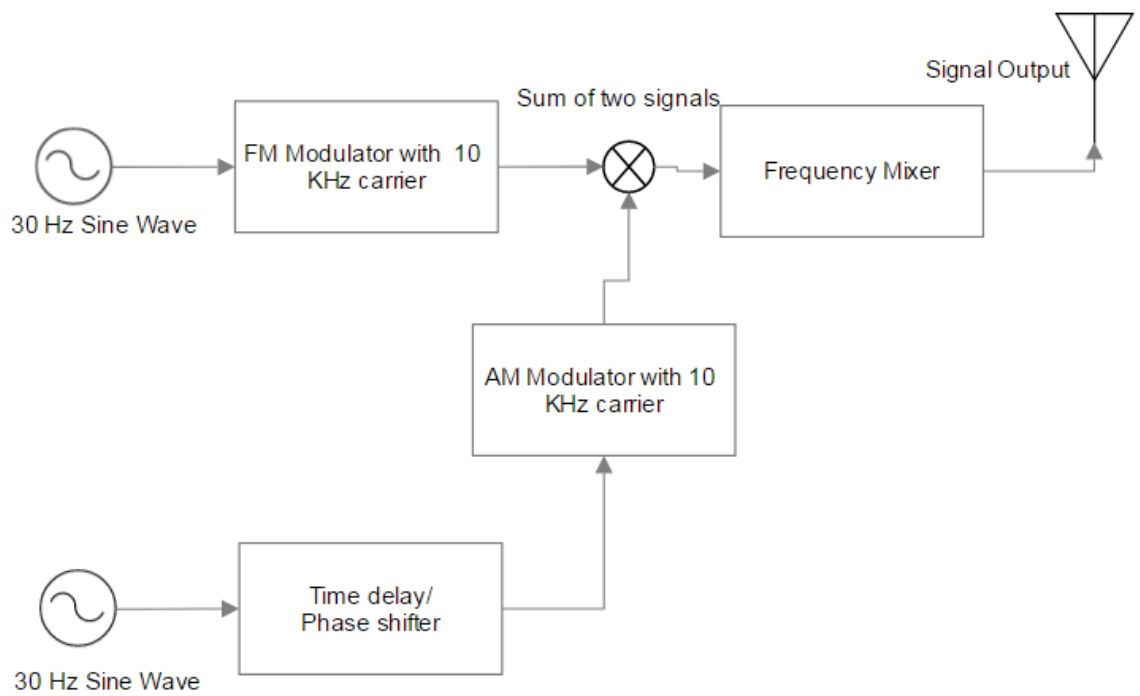 Signal Output
Sum of two signals
FM Modulator with 10
KHz carrier
Frequency Mixer
30 Hz Sine Wave
AM Modulator with 10
KHz carrier
Time delay/
Phase shifter
30 Hz Sine Wave